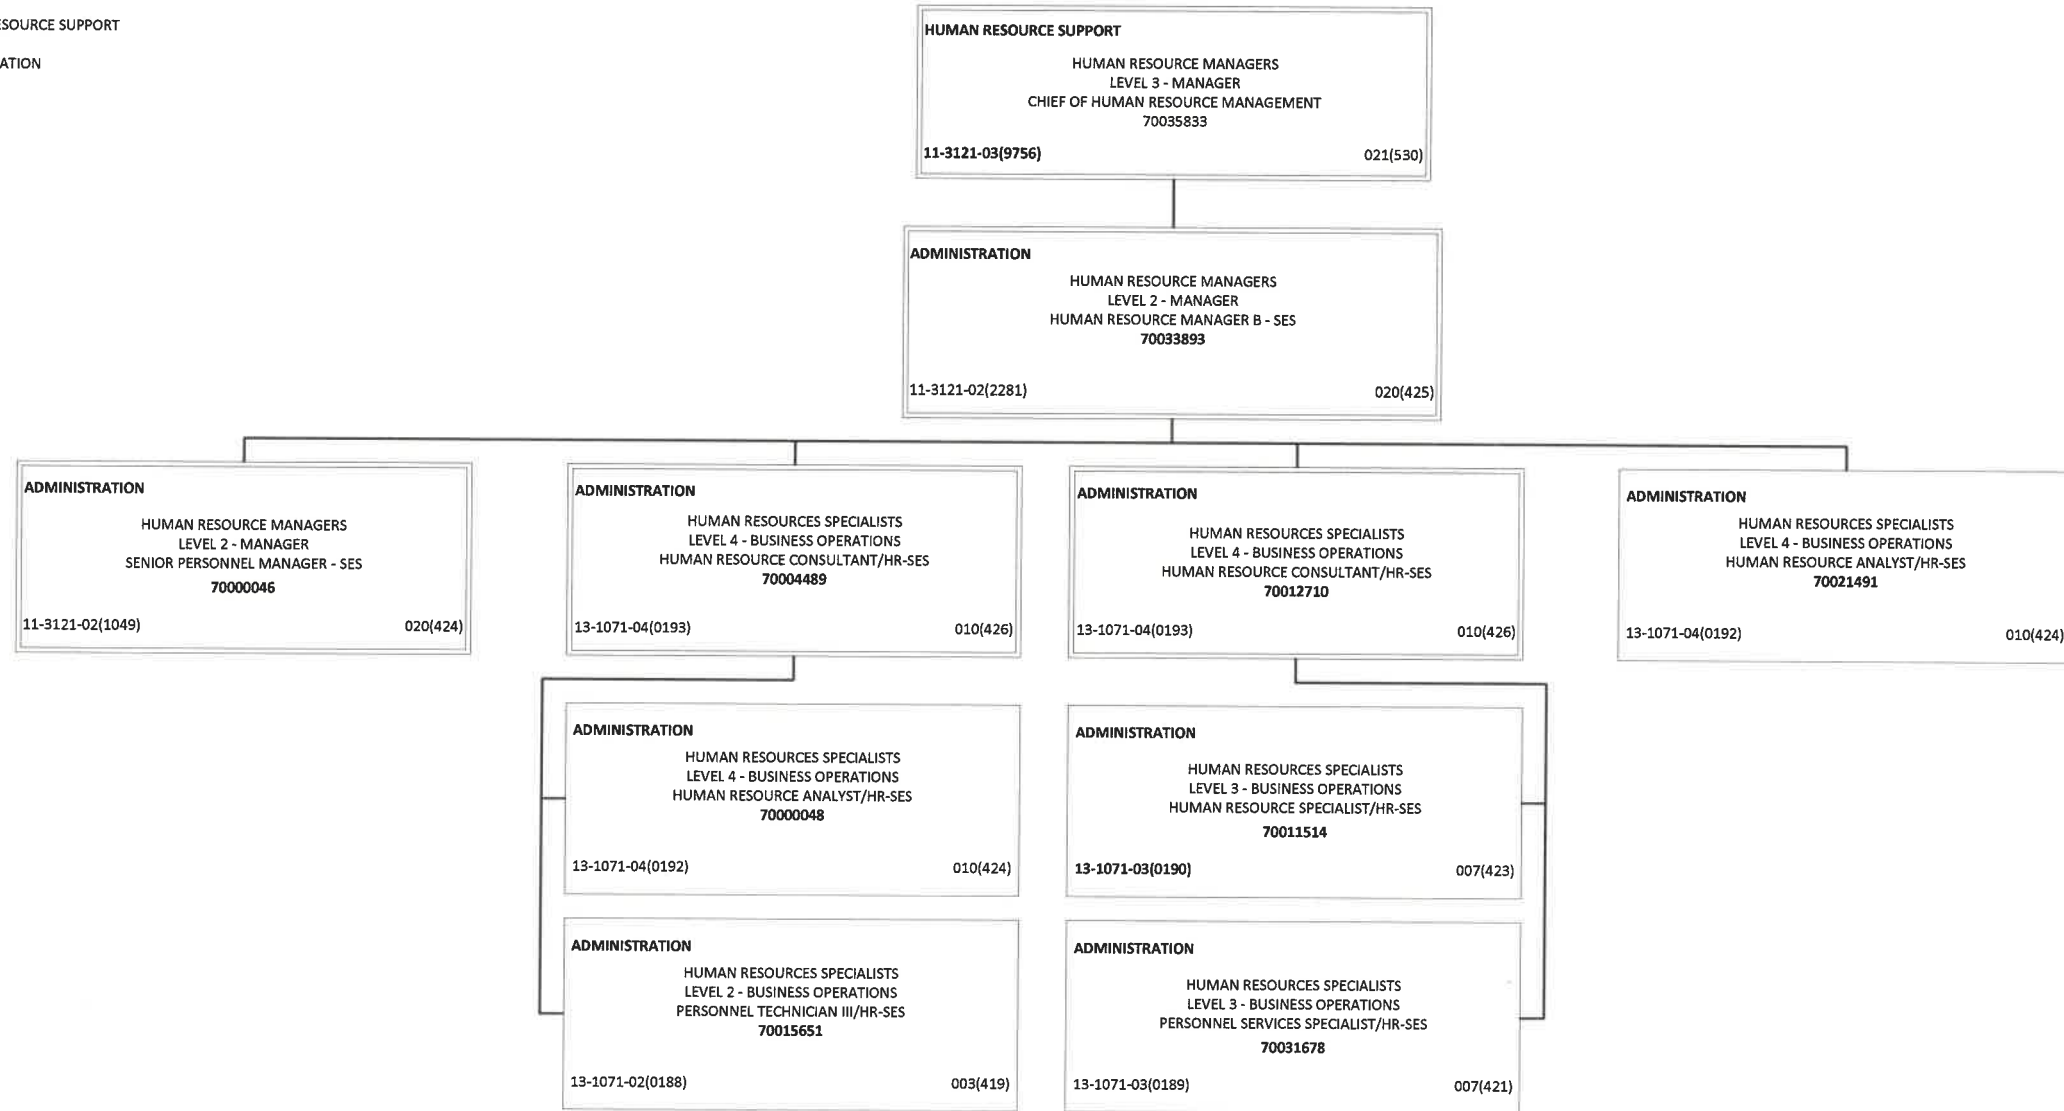 ESOURCE SUPPORT
ATION
HUMAN RESOURCE SUPPORT
HUMAN RESOURCE MANAGERS
LEVEL 3 - MANAGER
CHIEF OF HUMAN RESOURCE MANAGEMENT
70035833
11-3121-03(9756) 021(530)
ADMINISTRATION
HUMAN RESOURCE MANAGERS
LEVEL 2 - MANAGER
HUMAN RESOURCE MANAGER B - SES
70033893
11-3121-02(2281) 020(425)
ADMINISTRATION
HUMAN RESOURCE MANAGERS
LEVEL 2 - MANAGER
SENIOR PERSONNEL MANAGER - SES
70000046
11-3121-02(1049) 020(424)
ADMINISTRATION
HUMAN RESOURCES SPECIALISTS
LEVEL 4 - BUSINESS OPERATIONS
HUMAN RESOURCE CONSULTANT/HR-SES
70004489
13-1071-04(0193) 010(426)
ADMINISTRATION
HUMAN RESOURCES SPECIALISTS
LEVEL 4 - BUSINESS OPERATIONS
HUMAN RESOURCE CONSULTANT/HR-SES
70012710
13-1071-04(0193) 010(426)
ADMINISTRATION
HUMAN RESOURCES SPECIALISTS
LEVEL 4 - BUSINESS OPERATIONS
HUMAN RESOURCE ANALYST/HR-SES
70021491
13-1071-04(0192) 010(424)
ADMINISTRATION
HUMAN RESOURCES SPECIALISTS
LEVEL 4 - BUSINESS OPERATIONS
HUMAN RESOURCE ANALYST/HR-SES
70000048
13-1071-04(0192) 010(424)
ADMINISTRATION
HUMAN RESOURCES SPECIALISTS
LEVEL 3 - BUSINESS OPERATIONS
HUMAN RESOURCE SPECIALIST/HR-SES
70011514
13-1071-03(0190) 007(423)
ADMINISTRATION
HUMAN RESOURCES SPECIALISTS
LEVEL 2 - BUSINESS OPERATIONS
PERSONNEL TECHNICIAN III/HR-SES
70015651
13-1071-02(0188) 003(419)
ADMINISTRATION
HUMAN RESOURCES SPECIALISTS
LEVEL 3 - BUSINESS OPERATIONS
PERSONNEL SERVICES SPECIALIST/HR-SES
70031678
13-1071-03(0189) 007(421)